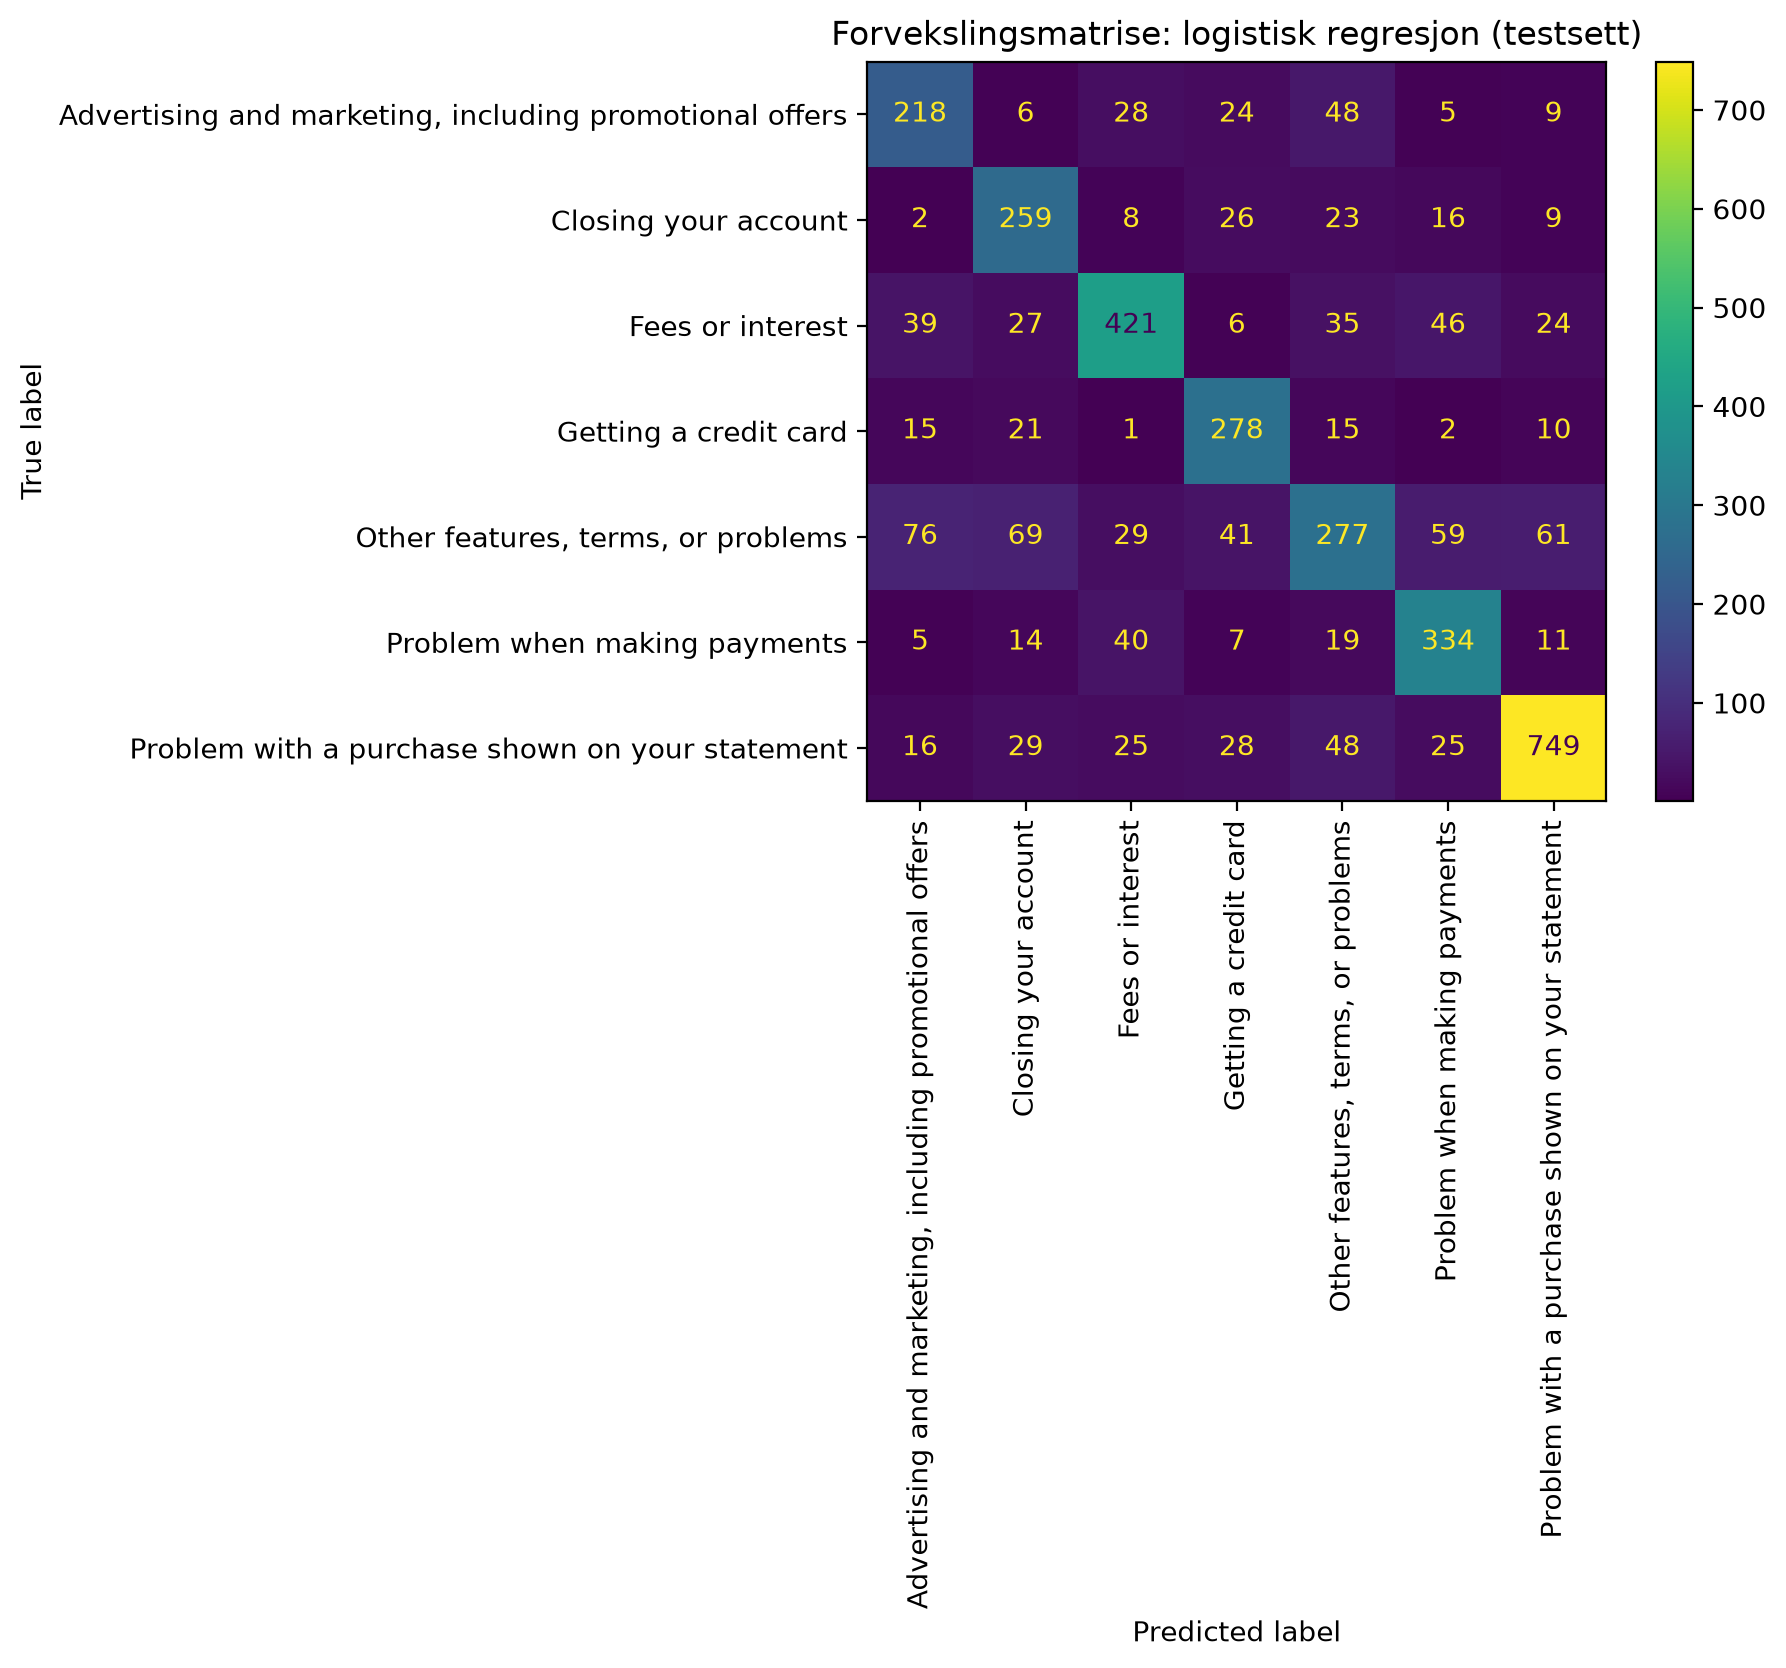 Forvekslingsmatrise: logistisk regresjon (testsett)
True label
Advertising and marketing, including promotional offers 218 6 28 24 48 5 9
Closing your account 2 259 8 26 23 16 9
Fees or interest 39 27 421 6 35 46 24
Getting a credit card 15 21 1 278 15 2 10
Other features, terms, or problems 76 69 29 41 277 59 61
Problem when making payments 5 14 40 7 19 334 11
Problem with a purchase shown on your statement 16 29 25 28 48 25 749
Advertising and marketing, including promotional offers
Closing your account
Fees or interest
Getting a credit card
Other features, terms, or problems
Problem when making payments
Problem with a purchase shown on your statement
Predicted label
700
600
500
400
300
200
100